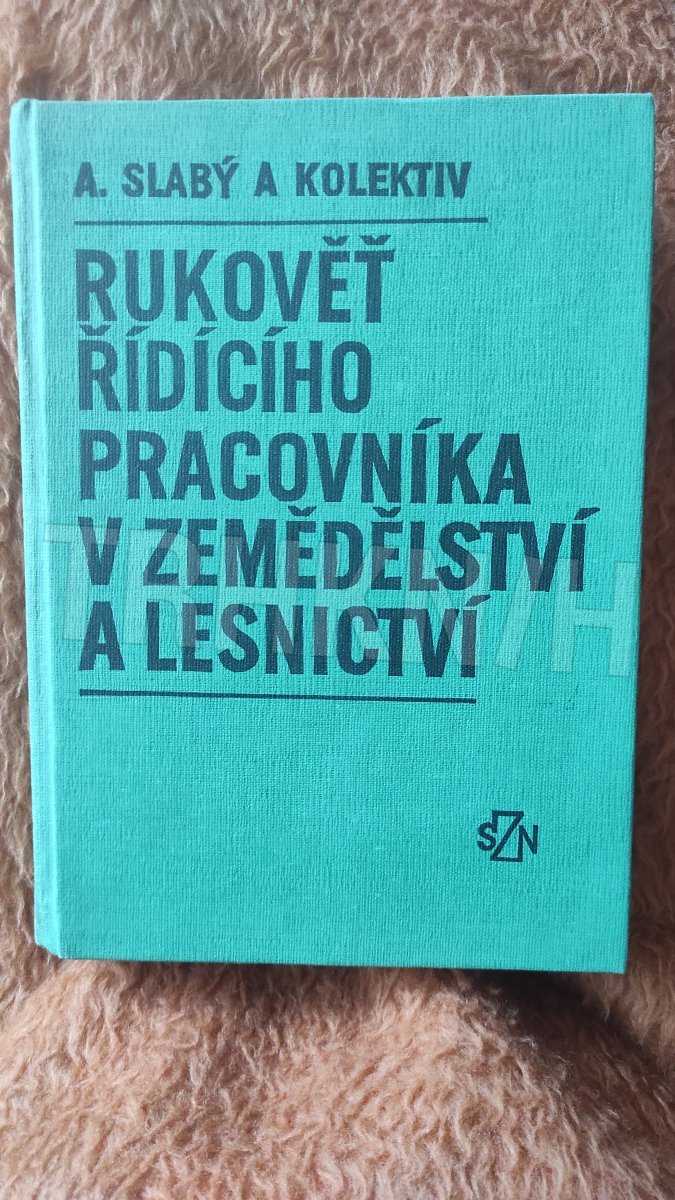 A. SLABÝ A KOLEKTIV
RUKOVĚŤ
ŘÍDÍCÍHO
PRACOVNÍKA
V ZEMĚDĚLSTVÍ
A LESNICTVÍ
SZN